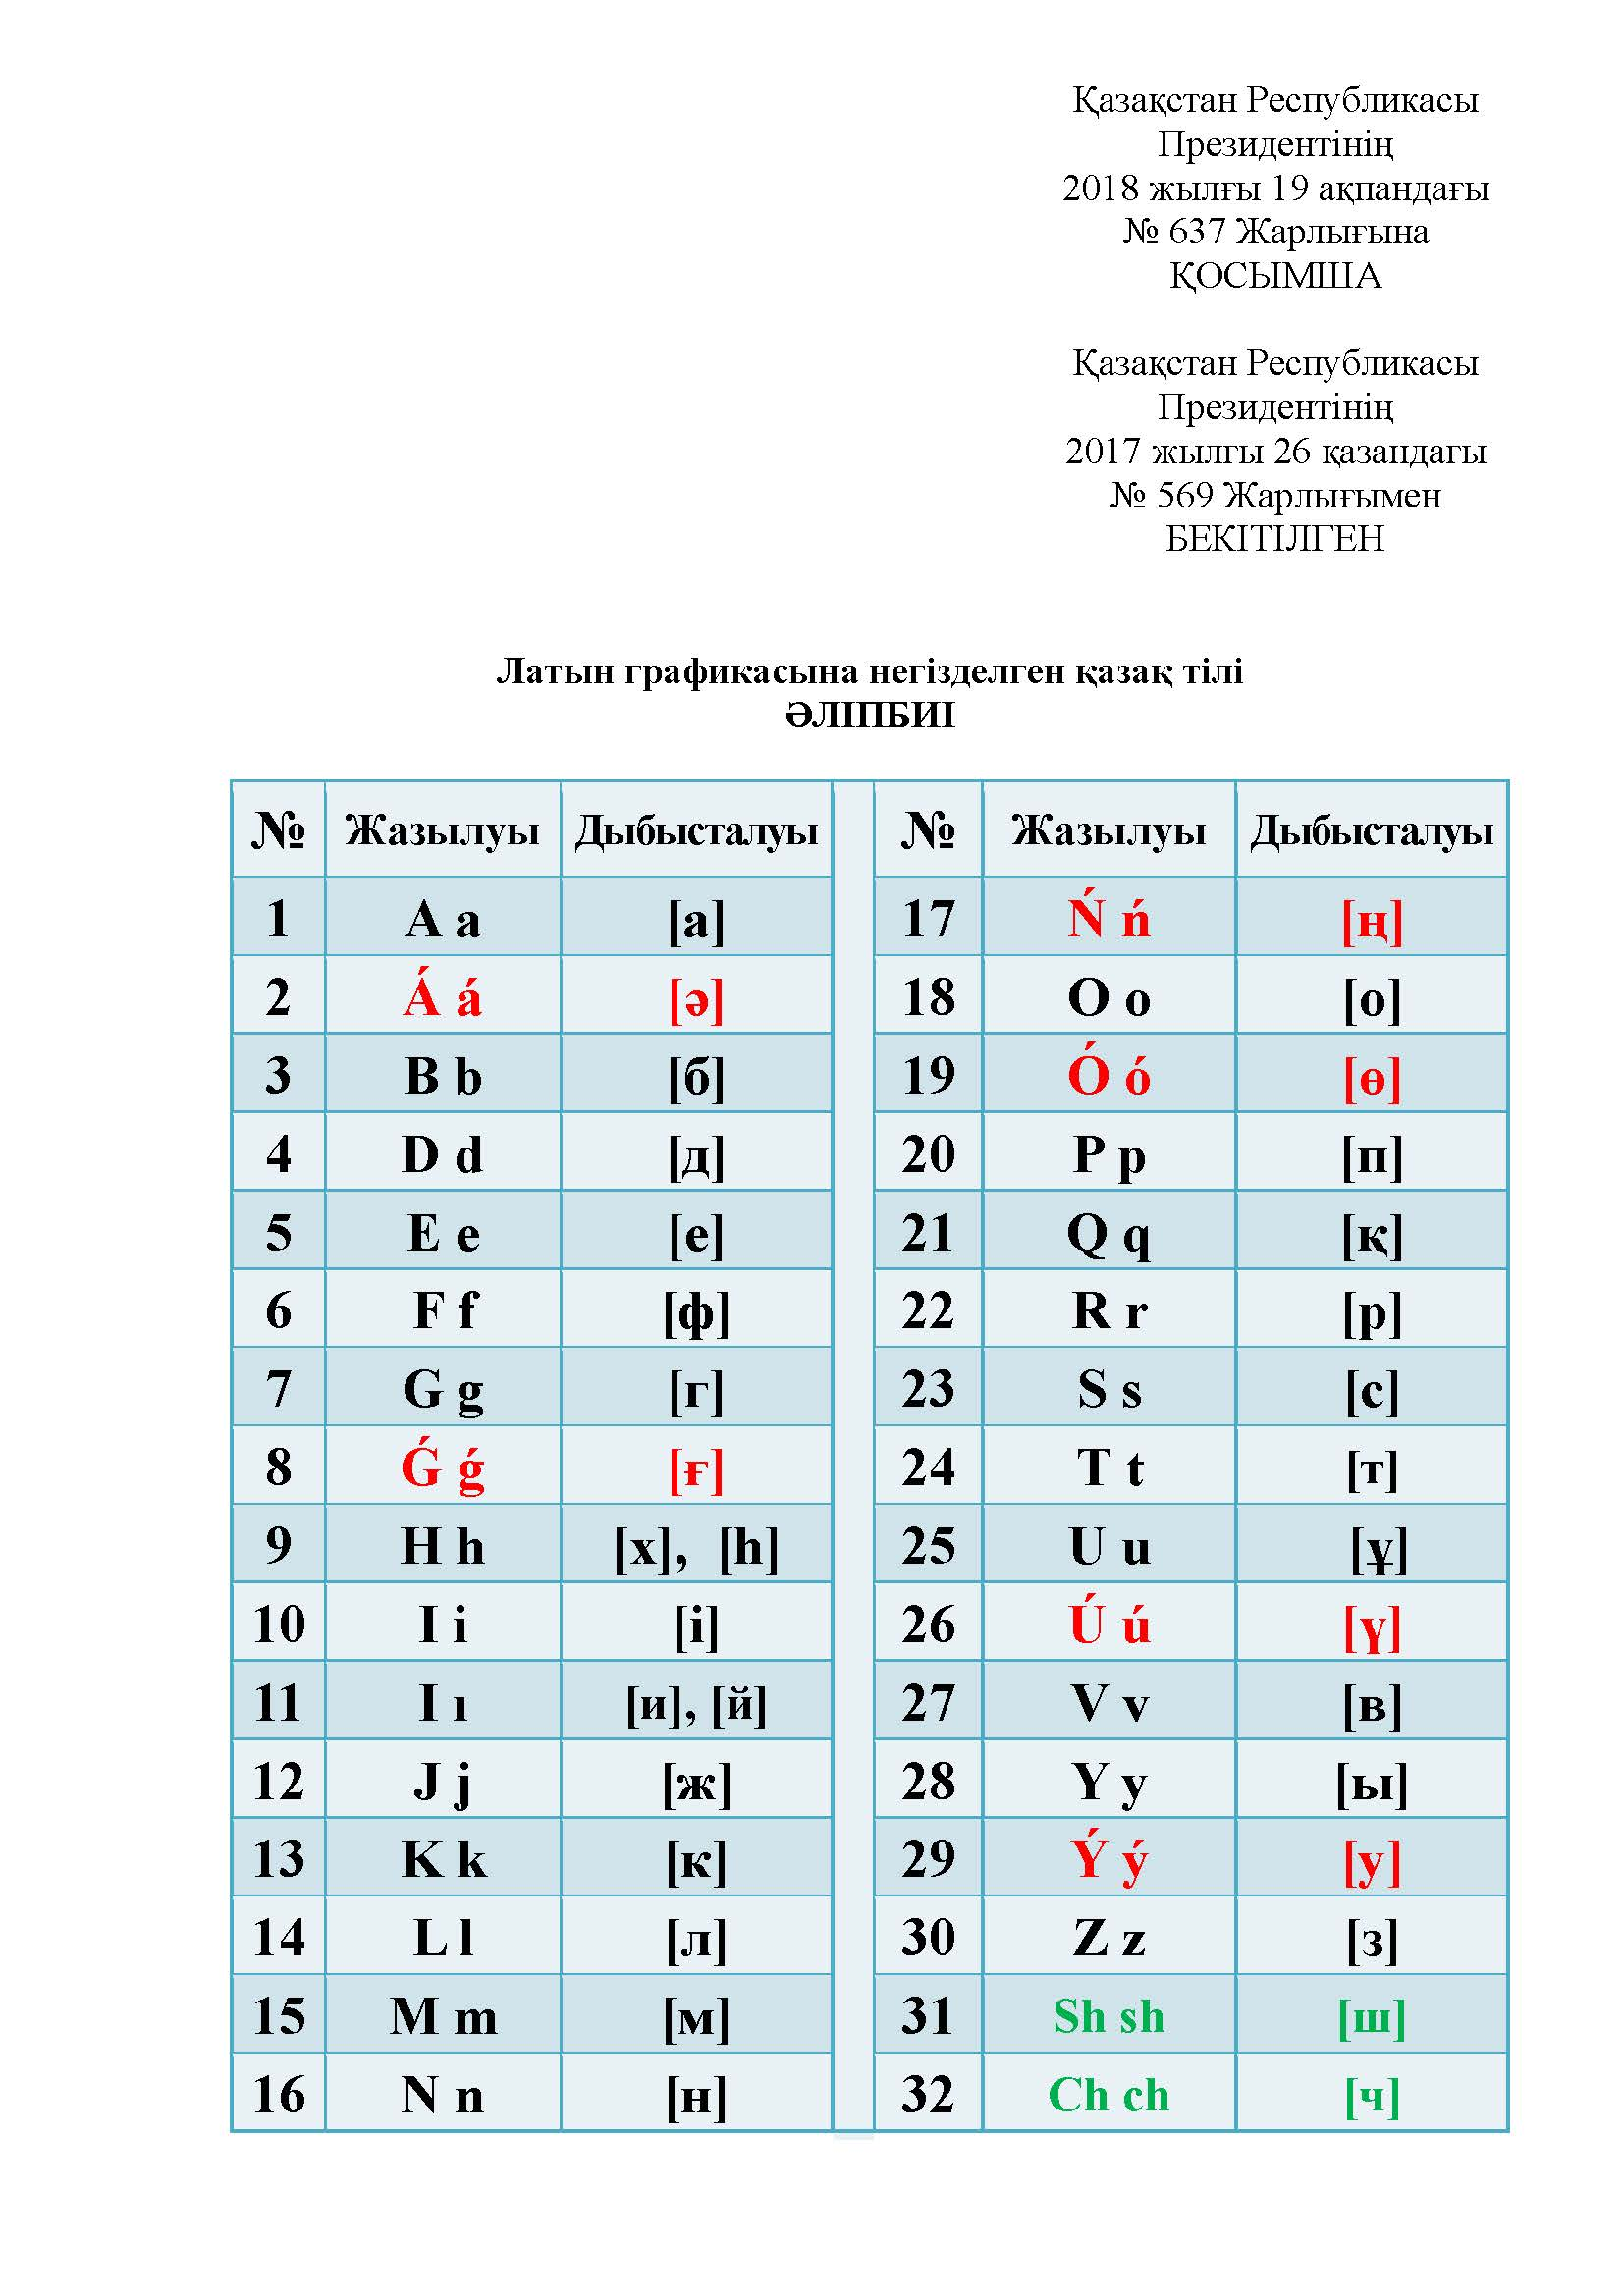 Қазақстан Республикасы
Президентінің
2018 жылғы 19 ақпандағы
№ 637 Жарлығына
ҚОСЫМША
Қазақстан Республикасы
Президентінің
2017 жылғы 26 қазандағы
№ 569 Жарлығымен
БЕКІТІЛГЕН
Латын графикасына негізделген қазақ тілі
ӘЛІПБИІ
№ Жазылуы Дыбысталуы № Жазылуы Дыбысталуы
1 A a [а] 17 Ń ń [ң]
2 Á á [ә] 18 O o [о]
3 B b [б] 19 Ó ó [ө]
4 D d [д] 20 P p [п]
5 E e [е] 21 Q q [қ]
6 F f [ф] 22 R r [р]
7 G g [г] 23 S s [с]
8 Ǵ ǵ [ғ] 24 T t [т]
9 H h [х], [һ] 25 U u [ұ]
10 I i [і] 26 Ú ú [ү]
11 I ı [и], [й] 27 V v [в]
12 J j [ж] 28 Y y [ы]
13 K k [к] 29 Ý ý [у]
14 L l [л] 30 Z z [з]
15 M m [м] 31 Sh sh [ш]
16 N n [н] 32 Ch ch [ч]